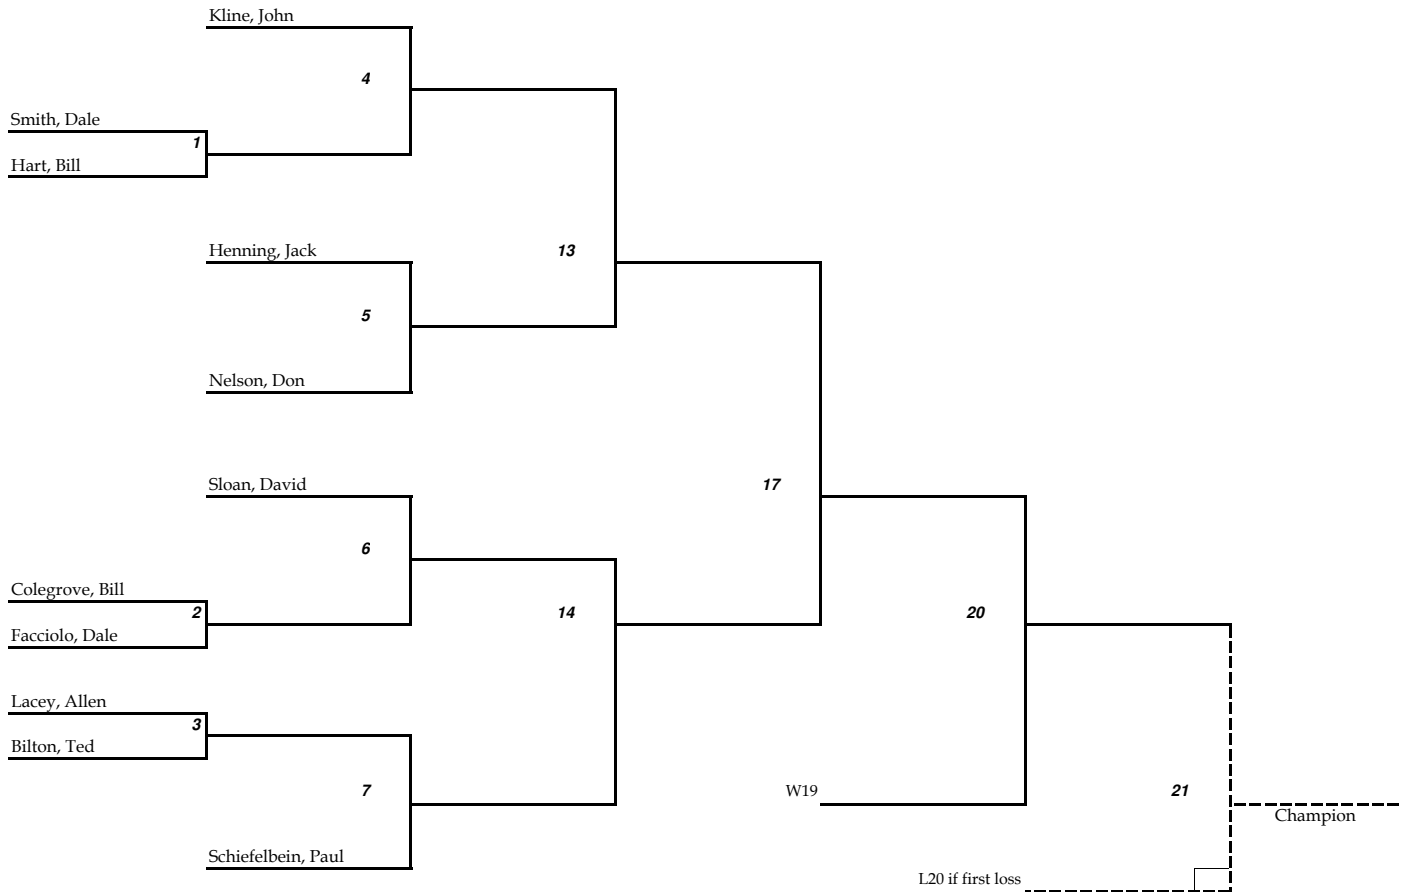 Kline, John
4
Smith, Dale
1
Hart, Bill
Henning, Jack
13
5
Nelson, Don
Sloan, David
17
6
Colegrove, Bill
2
14
20
Facciolo, Dale
Lacey, Allen
3
Bilton, Ted
7
W19
21
Champion
Schiefelbein, Paul
L20 if first loss